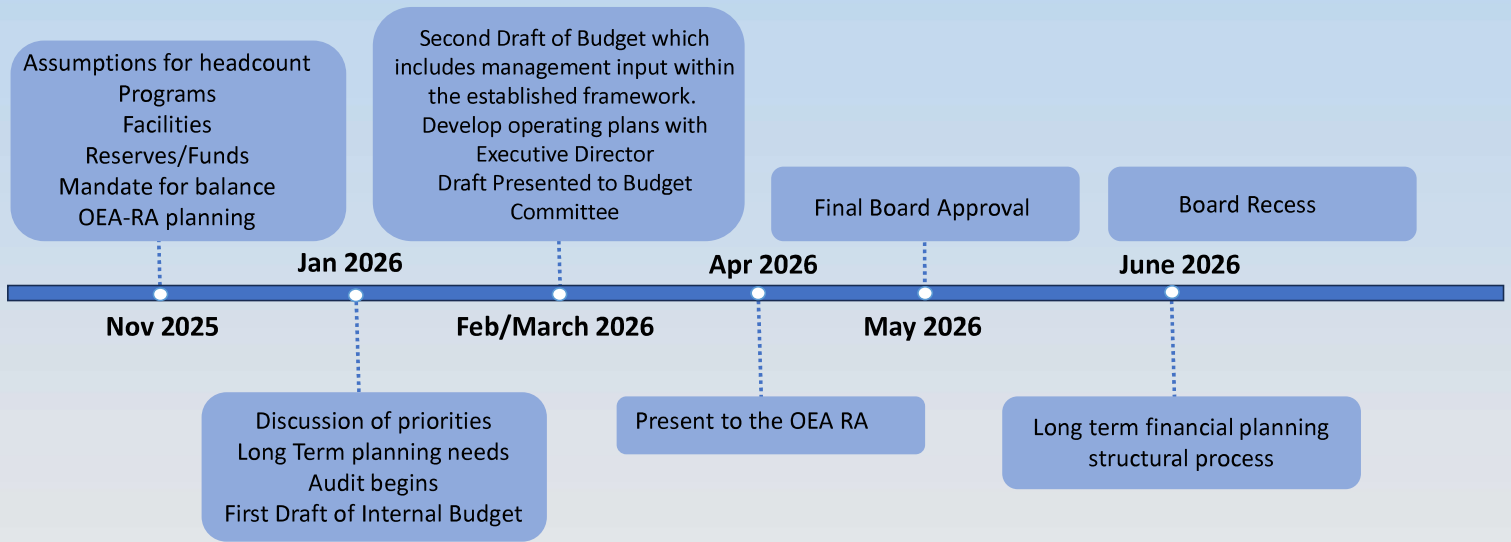 Assumptions for headcount
Programs
Facilities
Reserves/Funds
Mandate for balance
OEA-RA planning
Second Draft of Budget which
includes management input within
the established framework.
Develop operating plans with
Executive Director
Draft Presented to Budget
Committee
Final Board Approval
Board Recess
Jan 2026
Apr 2026
June 2026
Nov 2025
Feb/March 2026
May 2026
Discussion of priorities
Long Term planning needs
Audit begins
First Draft of Internal Budget
Present to the OEA RA
Long term financial planning
structural process